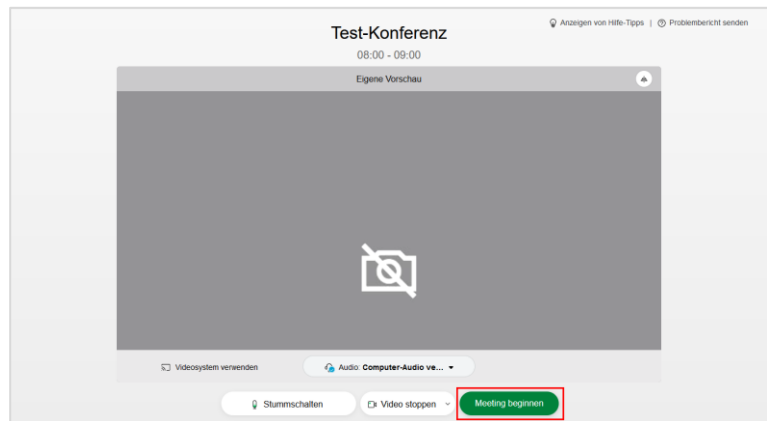 Anzeigen von Hilfe-Tipps | Problembericht senden
Test-Konferenz
08:00 - 09:00
Eigene Vorschau
Videosystem verwenden
Audio: Computer-Audio ve...
Stummschalten
Video stoppen
Meeting beginnen